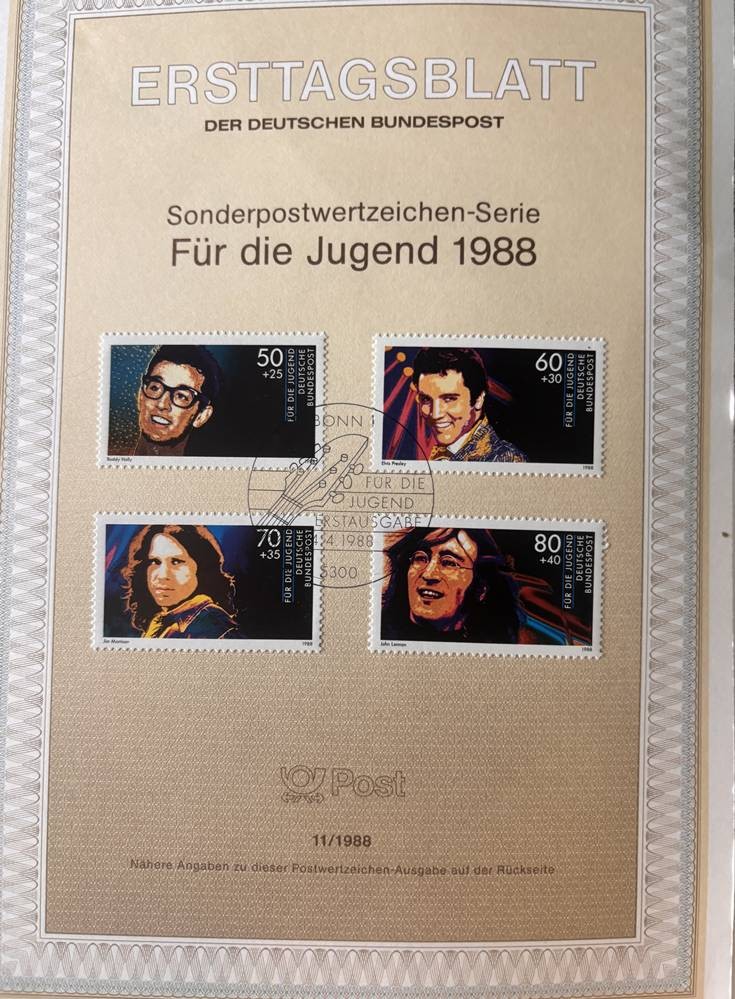 ERSTTAGSBLATT
DER DEUTSCHEN BUNDESPOST
Sonderpostwertzeichen-Serie
Für die Jugend 1988
50
+25
FÜR DIE JUGEND
DEUTSCHE
BUNDESPOST
Buddy Holly
60
+30
FÜR DIE JUGEND
DEUTSCHE
BUNDESPOST
Elvis Presley
1988
BONN 1
FÜR DIE
JUGEND
ERSTAUSGABE
14.4.1988
5300
70
+35
FÜR DIE JUGEND
DEUTSCHE
BUNDESPOST
Jim Morrison
1988
80
+40
FÜR DIE JUGEND
DEUTSCHE
BUNDESPOST
John Lennon
1988
Post
11/1988
Nähere Angaben zu dieser Postwertzeichen-Ausgabe auf der Rückseite